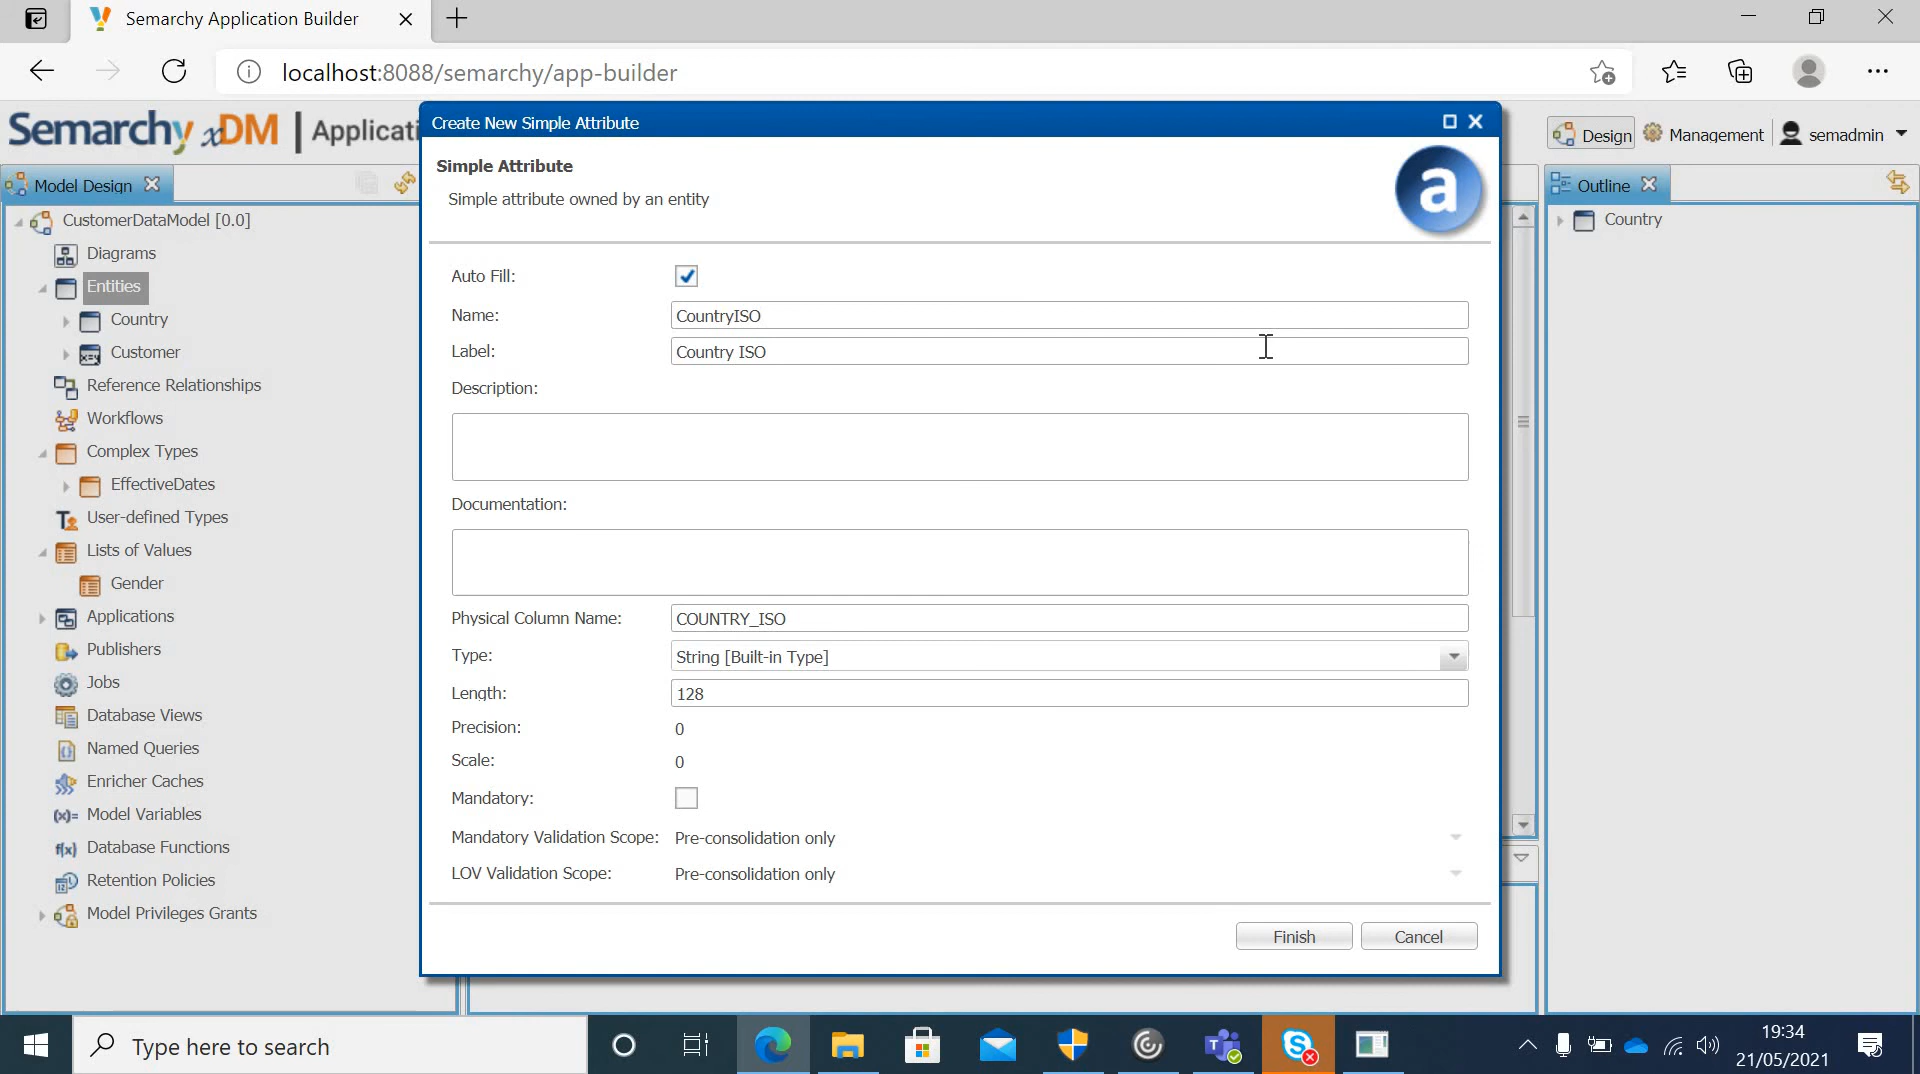 Semarchy Application Builder
localhost:8088/semarchy/app-builder
Semarchy xDM | Applicati
Design
Management
semadmin
Model Design
CustomerDataModel [0.0]
Diagrams
Entities
Country
Customer
Reference Relationships
Workflows
Complex Types
EffectiveDates
User-defined Types
Lists of Values
Gender
Applications
Publishers
Jobs
Database Views
Named Queries
Enricher Caches
Model Variables
Database Functions
Retention Policies
Model Privileges Grants
Create New Simple Attribute
Simple Attribute
Simple attribute owned by an entity
a
Auto Fill:
Name: CountryISO
Label: Country ISO
Description:
Documentation:
Physical Column Name: COUNTRY_ISO
Type: String [Built-in Type]
Length: 128
Precision: 0
Scale: 0
Mandatory:
Mandatory Validation Scope: Pre-consolidation only
LOV Validation Scope: Pre-consolidation only
Finish
Cancel
Outline
Country
Type here to search
19:34
21/05/2021